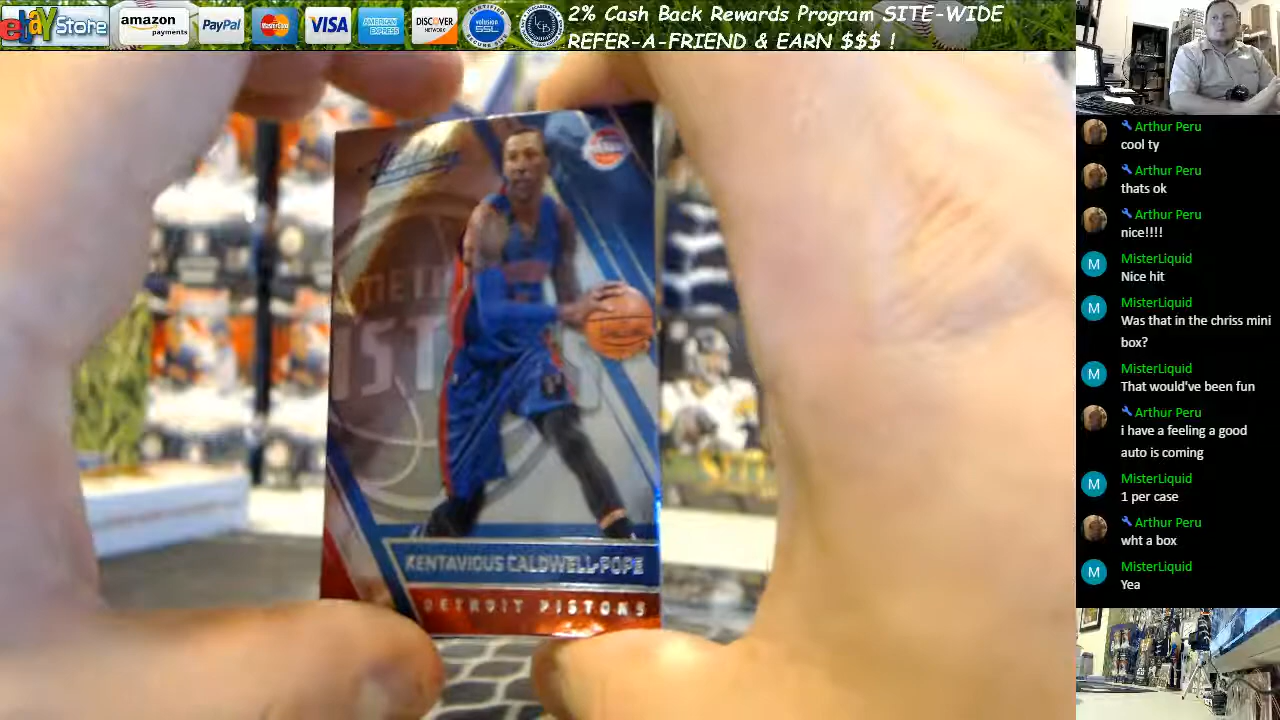 ebay Store
amazon
payments
PayPal
MasterCard
VISA
AMERICAN
EXPRESS
DISCOVER
NETWORK
volusion
SSL
2% Cash Back Rewards Program SITE-WIDE
REFER-A-FRIEND & EARN $$$ !
KENTAVIOUS CALDWELL-POPE
DETROIT PISTONS
Arthur Peru
cool ty
Arthur Peru
thats ok
Arthur Peru
nice!!!!
M MisterLiquid
Nice hit
M MisterLiquid
Was that in the chriss mini
box?
M MisterLiquid
That would've been fun
Arthur Peru
i have a feeling a good
auto is coming
M MisterLiquid
1 per case
Arthur Peru
wht a box
M MisterLiquid
Yea